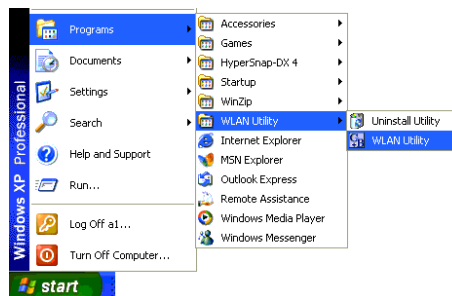 Windows XP Professional
Programs
Documents
Settings
Search
Help and Support
Run...
Log Off a1...
Turn Off Computer...
start
Accessories
Games
HyperSnap-DX 4
Startup
WinZip
WLAN Utility
Internet Explorer
MSN Explorer
Outlook Express
Remote Assistance
Windows Media Player
Windows Messenger
Uninstall Utility
WLAN Utility